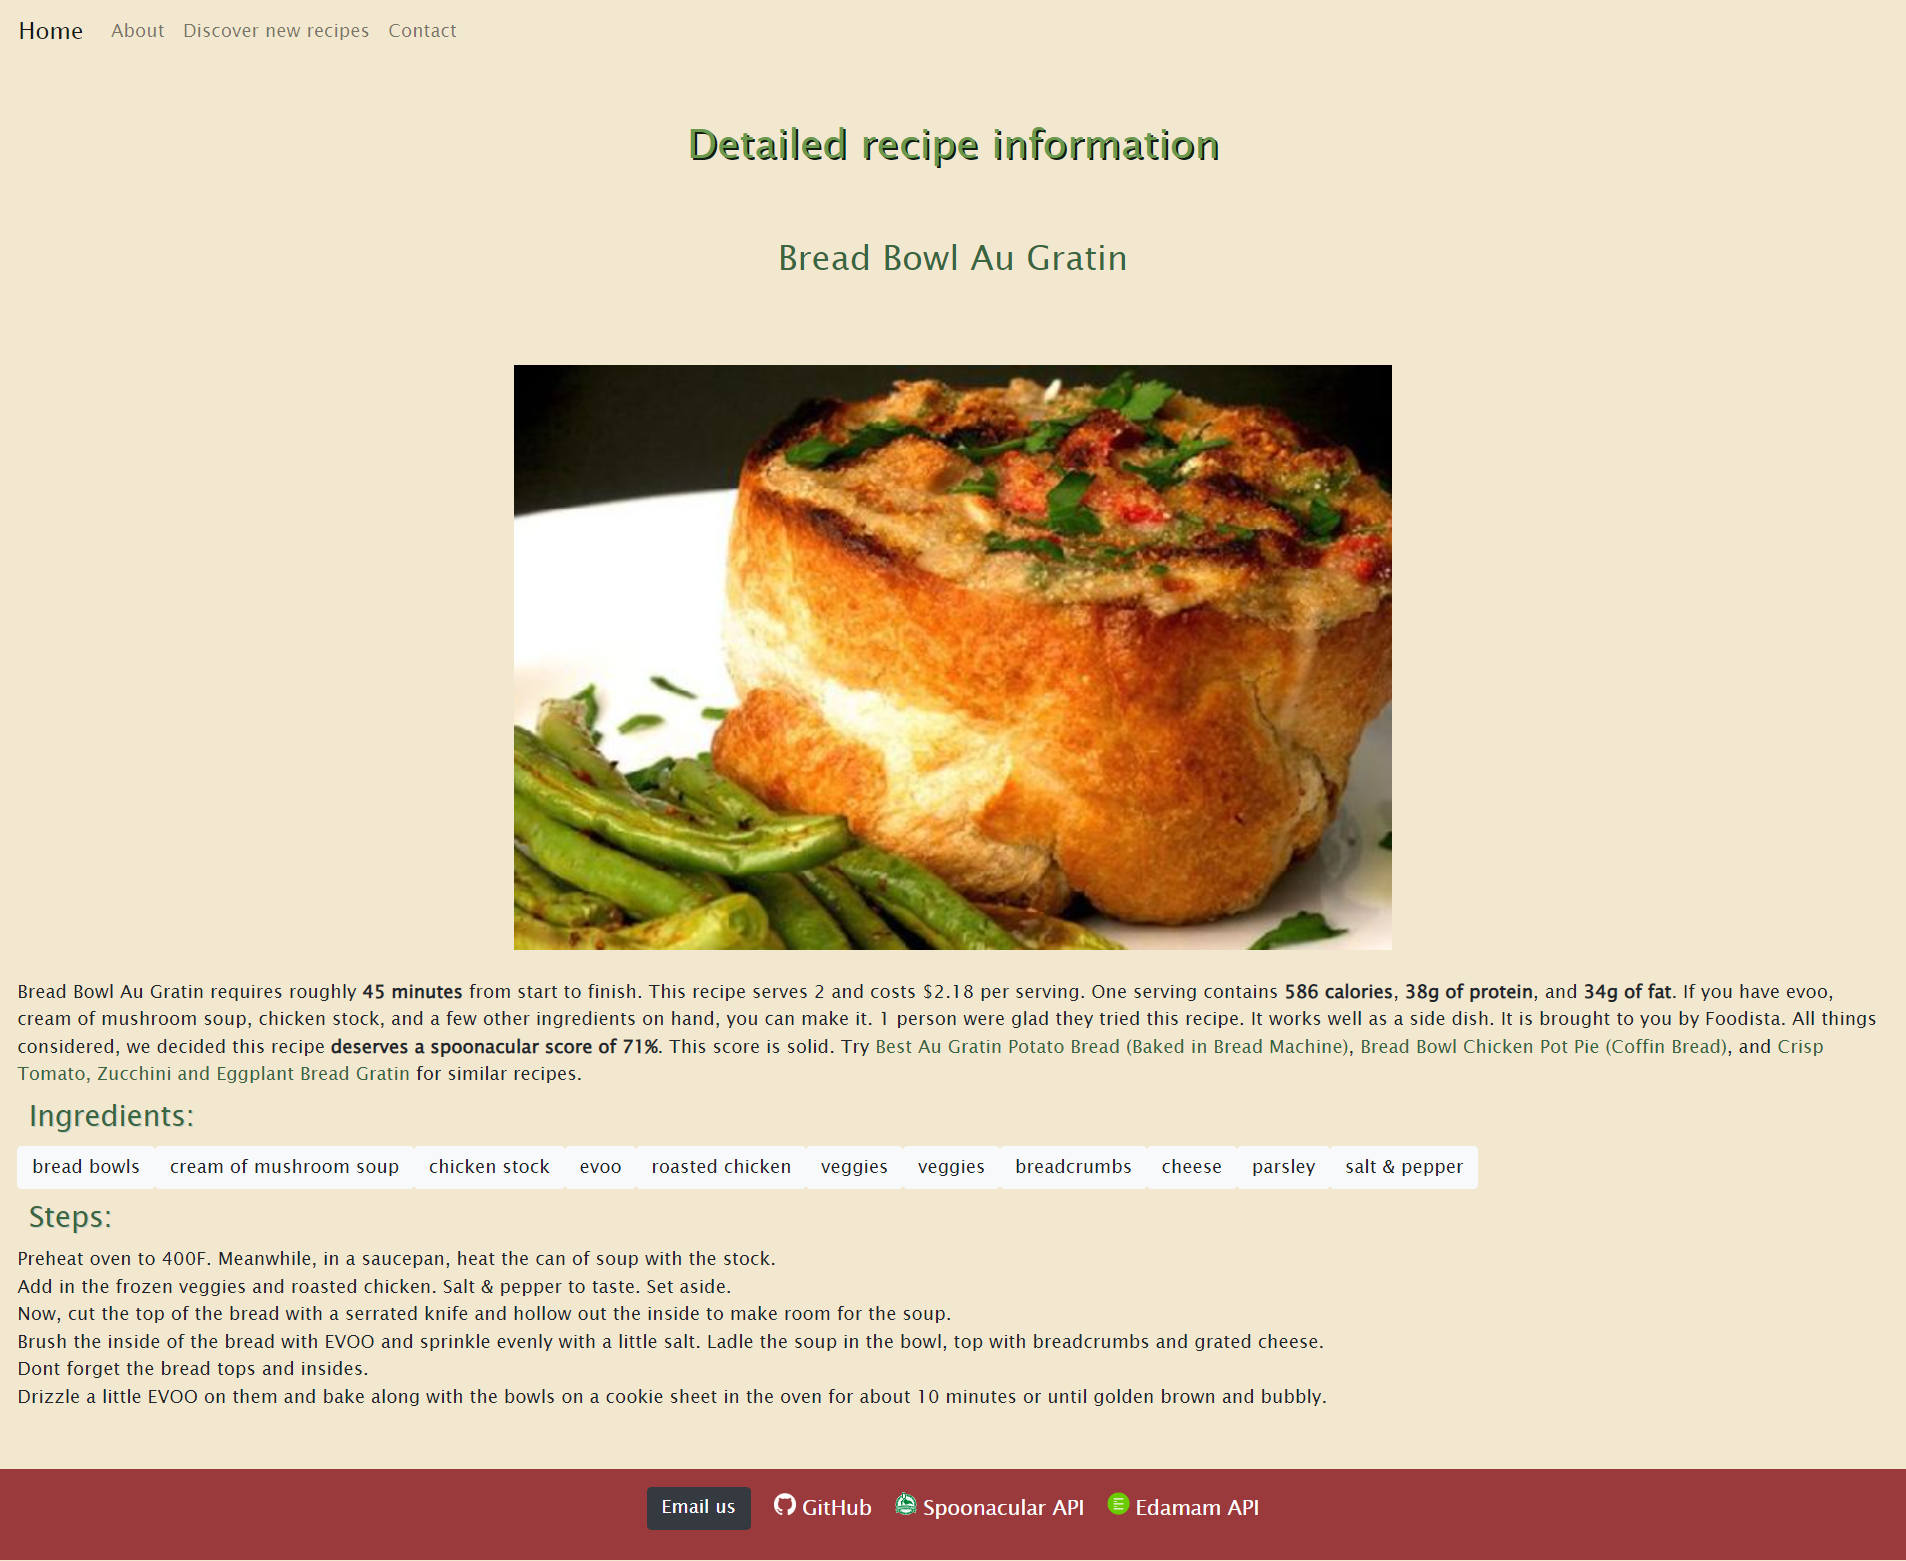 Home About Discover new recipes Contact
Detailed recipe information
Bread Bowl Au Gratin
Bread Bowl Au Gratin requires roughly 45 minutes from start to finish. This recipe serves 2 and costs $2.18 per serving. One serving contains 586 calories, 38g of protein, and 34g of fat. If you have evoo,
cream of mushroom soup, chicken stock, and a few other ingredients on hand, you can make it. 1 person were glad they tried this recipe. It works well as a side dish. It is brought to you by Foodista. All things
considered, we decided this recipe deserves a spoonacular score of 71%. This score is solid. Try Best Au Gratin Potato Bread (Baked in Bread Machine), Bread Bowl Chicken Pot Pie (Coffin Bread), and Crisp
Tomato, Zucchini and Eggplant Bread Gratin for similar recipes.
Ingredients:
bread bowls cream of mushroom soup chicken stock evoo roasted chicken veggies veggies breadcrumbs cheese parsley salt & pepper
Steps:
Preheat oven to 400F. Meanwhile, in a saucepan, heat the can of soup with the stock.
Add in the frozen veggies and roasted chicken. Salt & pepper to taste. Set aside.
Now, cut the top of the bread with a serrated knife and hollow out the inside to make room for the soup.
Brush the inside of the bread with EVOO and sprinkle evenly with a little salt. Ladle the soup in the bowl, top with breadcrumbs and grated cheese.
Dont forget the bread tops and insides.
Drizzle a little EVOO on them and bake along with the bowls on a cookie sheet in the oven for about 10 minutes or until golden brown and bubbly.
Email us GitHub Spoonacular API Edamam API